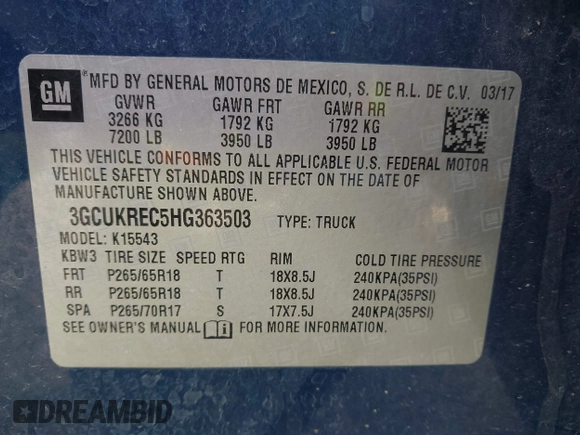 GM
MFD BY GENERAL MOTORS DE MEXICO, S. DE R.L. DE C.V. 03/17
GVWR GAWR FRT GAWR RR
3266 KG 1792 KG 1792 KG
7200 LB 3950 LB 3950 LB
THIS VEHICLE CONFORMS TO ALL APPLICABLE U.S. FEDERAL MOTOR
VEHICLE SAFETY STANDARDS IN EFFECT ON THE DATE OF
MANUFACTURE SHOWN ABOVE.
3GCUKREC5HG363503 TYPE: TRUCK
MODEL: K15543
KBW3 TIRE SIZE SPEED RTG RIM COLD TIRE PRESSURE
FRT P265/65R18 T 18X8.5J 240KPA(35PSI)
RR P265/65R18 T 18X8.5J 240KPA(35PSI)
SPA P265/70R17 S 17X7.5J 240KPA(35PSI)
SEE OWNER'S MANUAL i FOR MORE INFORMATION.
DREAMBID